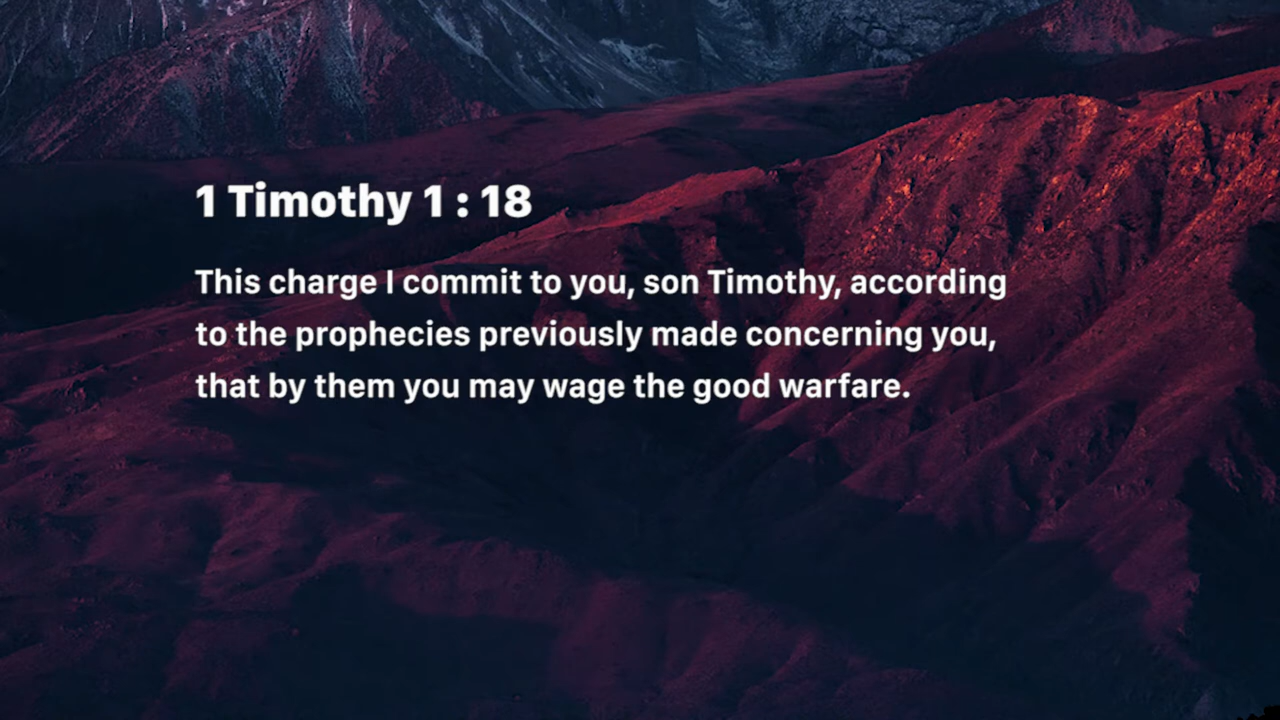 1 Timothy 1 : 18
This charge I commit to you, son Timothy, according
to the prophecies previously made concerning you,
that by them you may wage the good warfare.